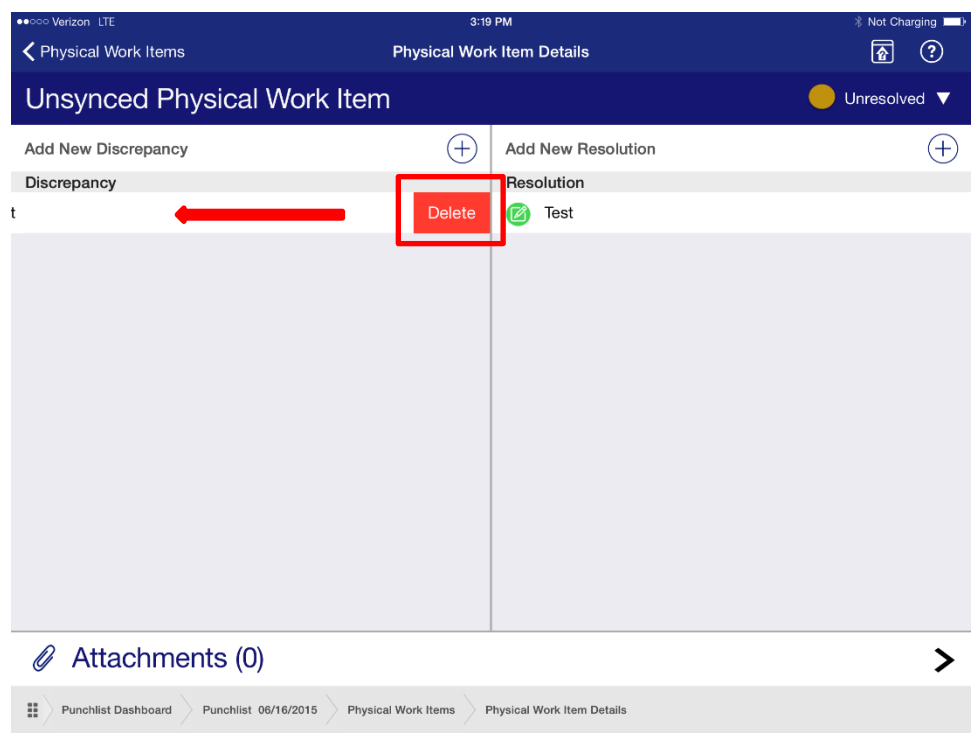 Verizon LTE 3:19 PM Not Charging
Physical Work Items Physical Work Item Details ?
Unsynced Physical Work Item Unresolved
Add New Discrepancy Add New Resolution
Discrepancy Resolution
t Delete Test
Attachments (0)
Punchlist Dashboard Punchlist 06/16/2015 Physical Work Items Physical Work Item Details